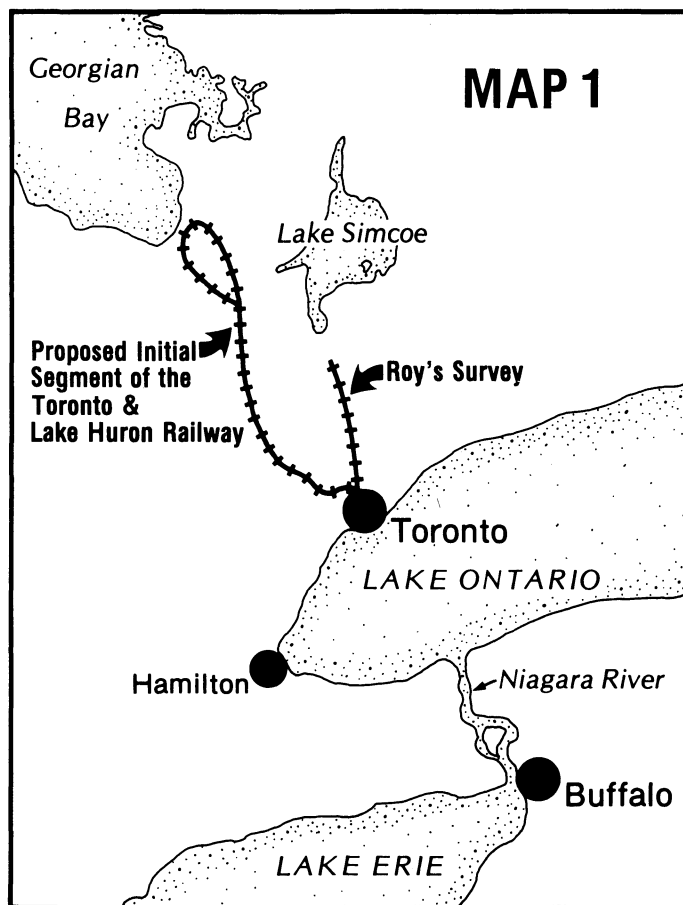 MAP 1
Georgian
Bay
Lake Simcoe
Proposed Initial
Segment of the
Toronto &
Lake Huron Railway
Roy's Survey
Toronto
LAKE ONTARIO
Hamilton
Niagara River
Buffalo
LAKE ERIE